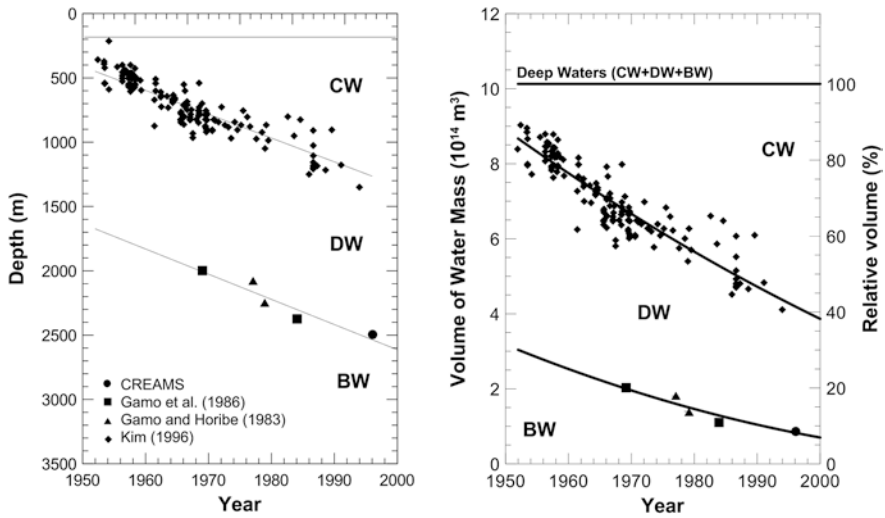 0
500
1000
1500
2000
2500
3000
3500
Depth (m)
CW
DW
BW
CREAMS
Gamo et al. (1986)
Gamo and Horibe (1983)
Kim (1996)
1950 1960 1970 1980 1990 2000
Year
12
10
8
6
4
2
0
Volume of Water Mass (10¹⁴ m³)
Deep Waters (CW+DW+BW)
CW
DW
BW
100
80
60
40
20
0
Relative volume (%)
1950 1960 1970 1980 1990 2000
Year